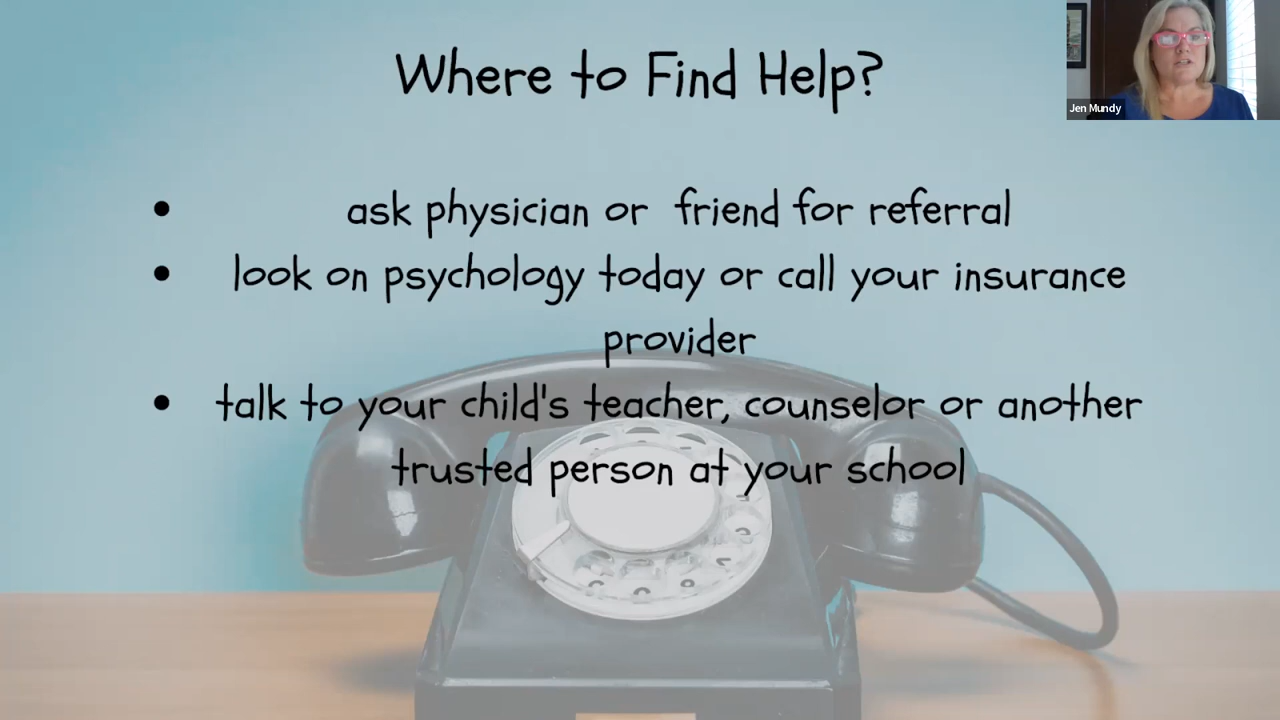 Where to Find Help?
Jen Mundy
• ask physician or friend for referral
• look on psychology today or call your insurance
provider
• talk to your child's teacher, counselor or another
trusted person at your school